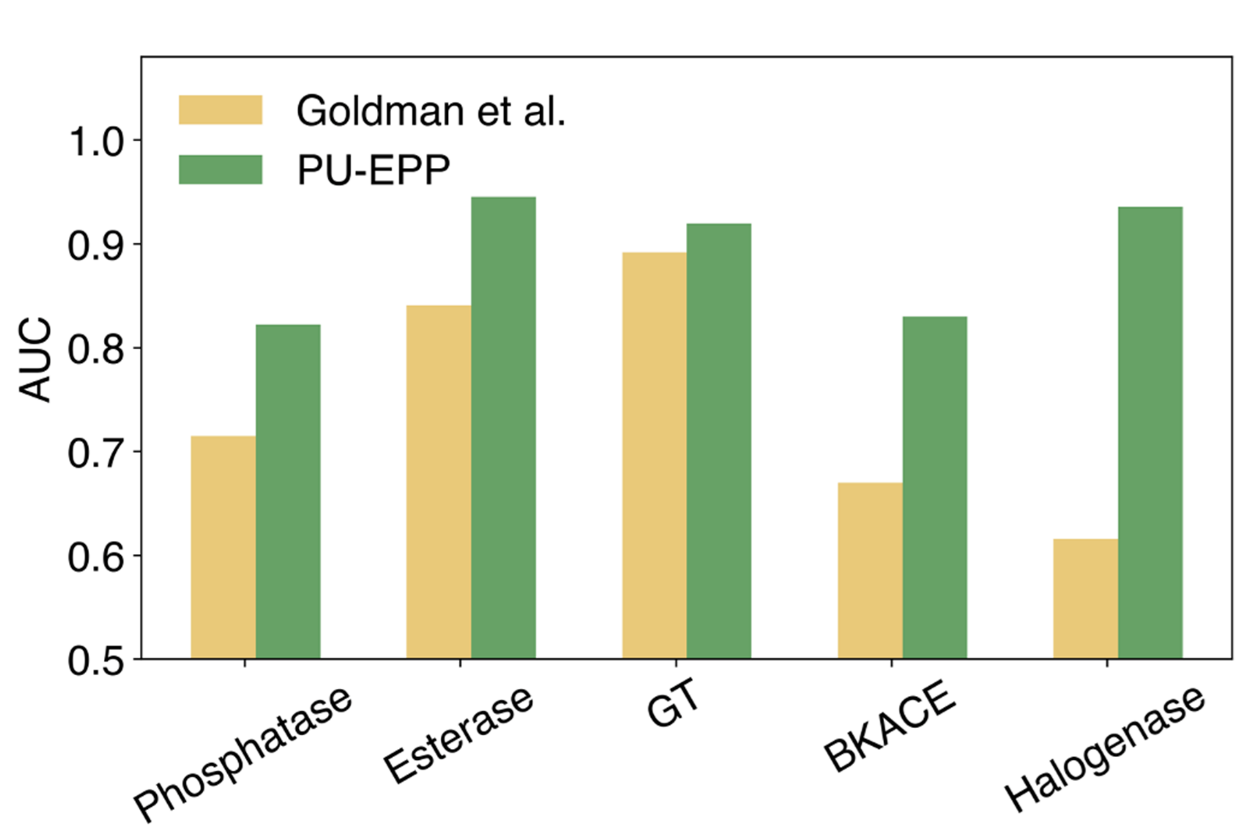 Goldman et al.
PU-EPP
1.0
0.9
0.8
0.7
0.6
0.5
AUC
Phosphatase
Esterase
GT
BKACE
Halogenase